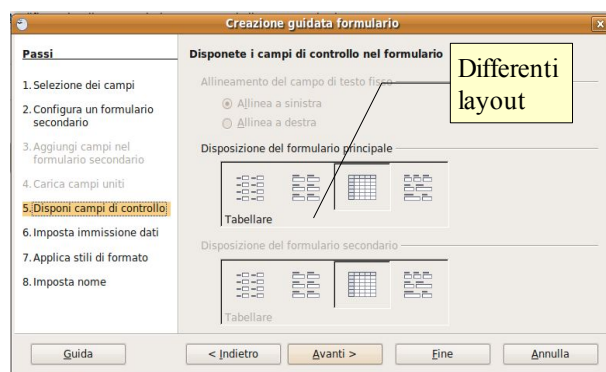 Creazione guidata formulario
Passi
1. Selezione dei campi
2. Configura un formulario
secondario
3. Aggiungi campi nel
formulario secondario
4. Carica campi uniti
5. Disponi campi di controllo
6. Imposta immissione dati
7. Applica stili di formato
8. Imposta nome
Disponete i campi di controllo nel formulario
Allineamento del campo di testo fisso
Allinea a sinistra
Allinea a destra
Disposizione del formulario principale
Tabellare
Disposizione del formulario secondario
Tabellare
Differenti
layout
Guida
< Indietro
Avanti >
Fine
Annulla